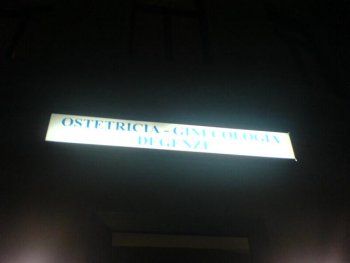 OSTETRICIA - GINECOLOGIA
DEGENZE